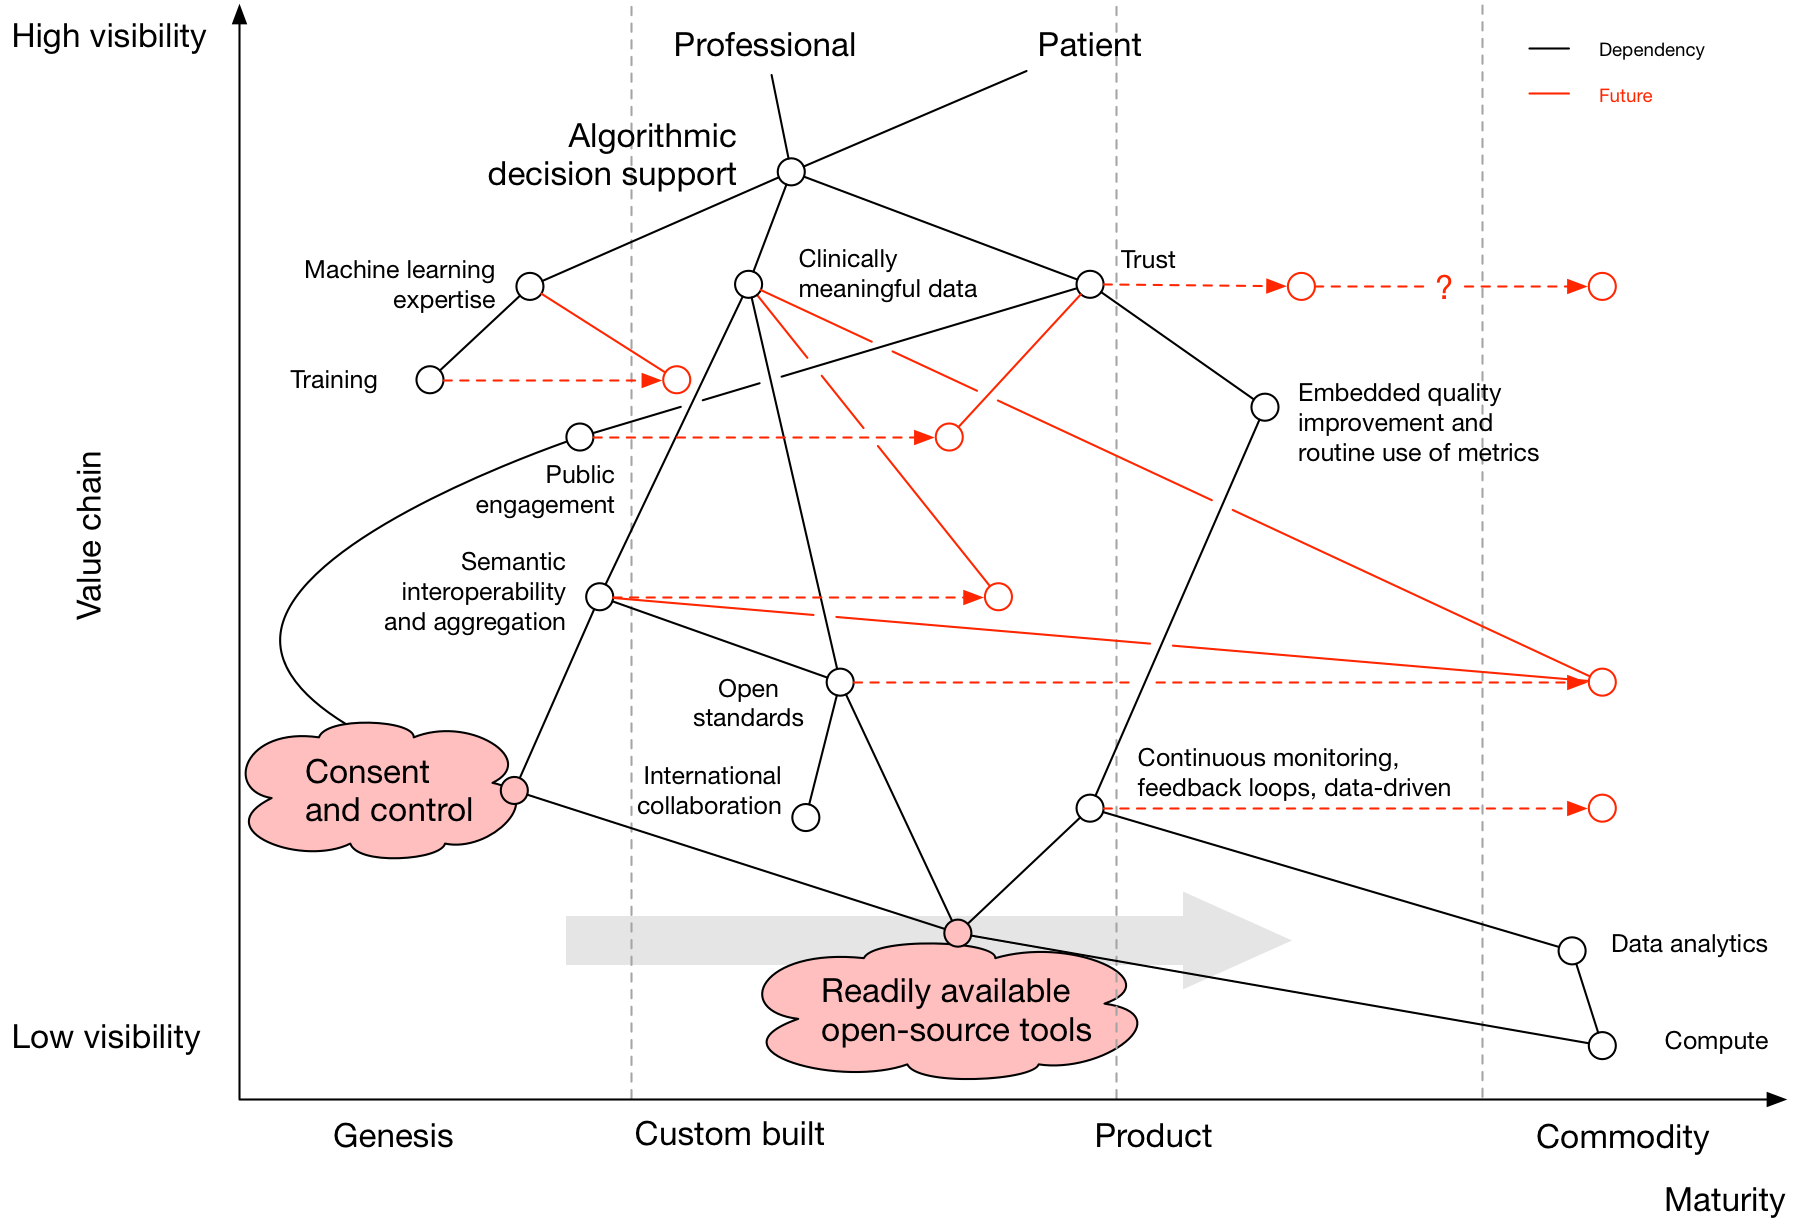 High visibility
Professional
Patient
Dependency
Future
Algorithmic
decision support
Machine learning
expertise
Clinically
meaningful data
Trust
?
Training
Embedded quality
improvement and
routine use of metrics
Public
engagement
Value chain
Semantic
interoperability
and aggregation
Open
standards
Consent
and control
International
collaboration
Continuous monitoring,
feedback loops, data-driven
Data analytics
Readily available
open-source tools
Low visibility
Compute
Genesis
Custom built
Product
Commodity
Maturity